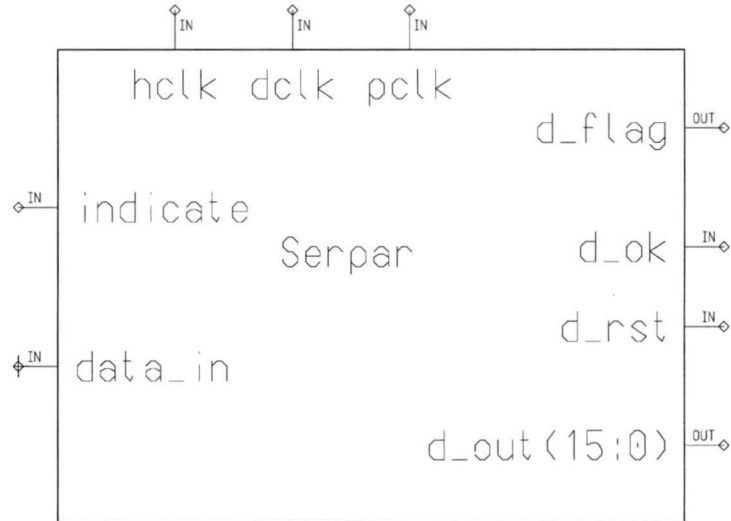 IN IN IN
hclk dclk pclk
OUT
d_flag
IN
indicate
Serpar
IN
d_ok
IN
d_rst
IN
data_in
OUT
d_out(15:0)